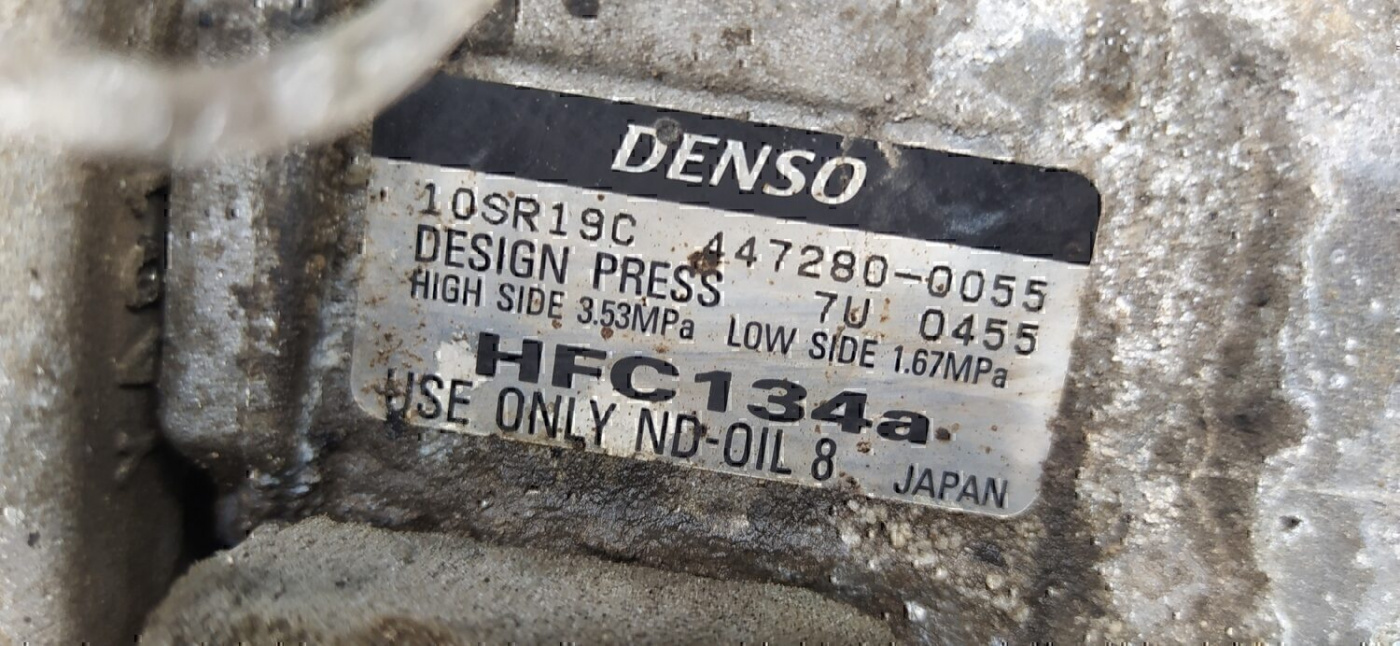 DENSO
10SR19C 447280-0055
DESIGN PRESS 7U 0455
HIGH SIDE 3.53MPa LOW SIDE 1.67MPa
HFC134a
USE ONLY ND-OIL 8 JAPAN